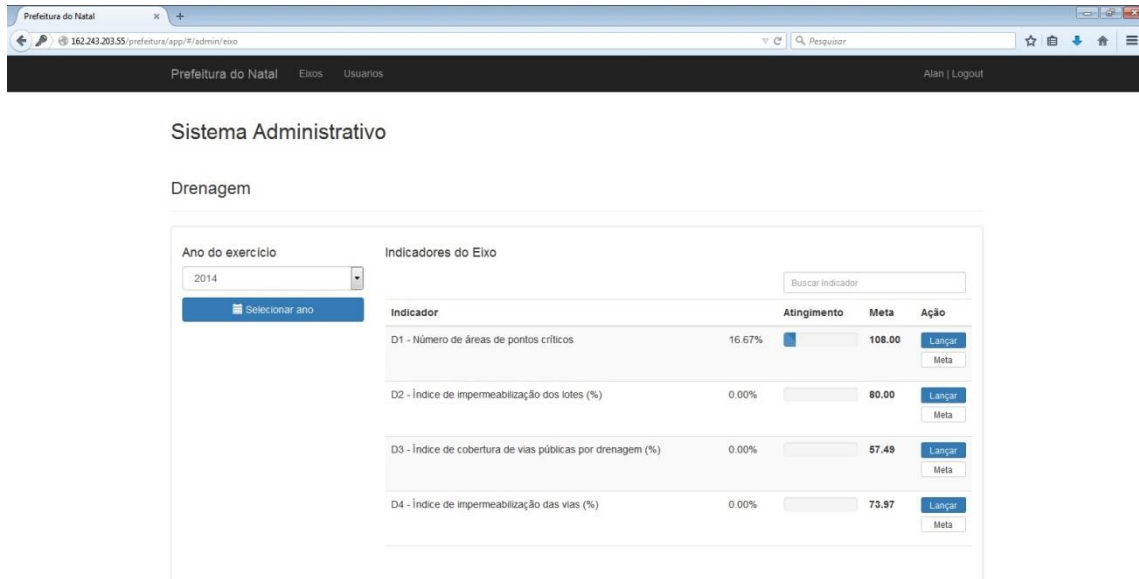 Prefeitura do Natal
162.243.203.55/prefeitura/app/#/admin/eixo
Pesquisar
Prefeitura do Natal Eixos Usuarios Alan | Logout
Sistema Administrativo
Drenagem
Ano do exercício
2014
Selecionar ano
Indicadores do Eixo
Buscar Indicador
Indicador Atingimento Meta Ação
D1 - Número de áreas de pontos críticos 16.67% 108.00 Lançar
Meta
D2 - Índice de impermeabilização dos lotes (%) 0.00% 80.00 Lançar
Meta
D3 - Índice de cobertura de vias públicas por drenagem (%) 0.00% 57.49 Lançar
Meta
D4 - Índice de impermeabilização das vias (%) 0.00% 73.97 Lançar
Meta